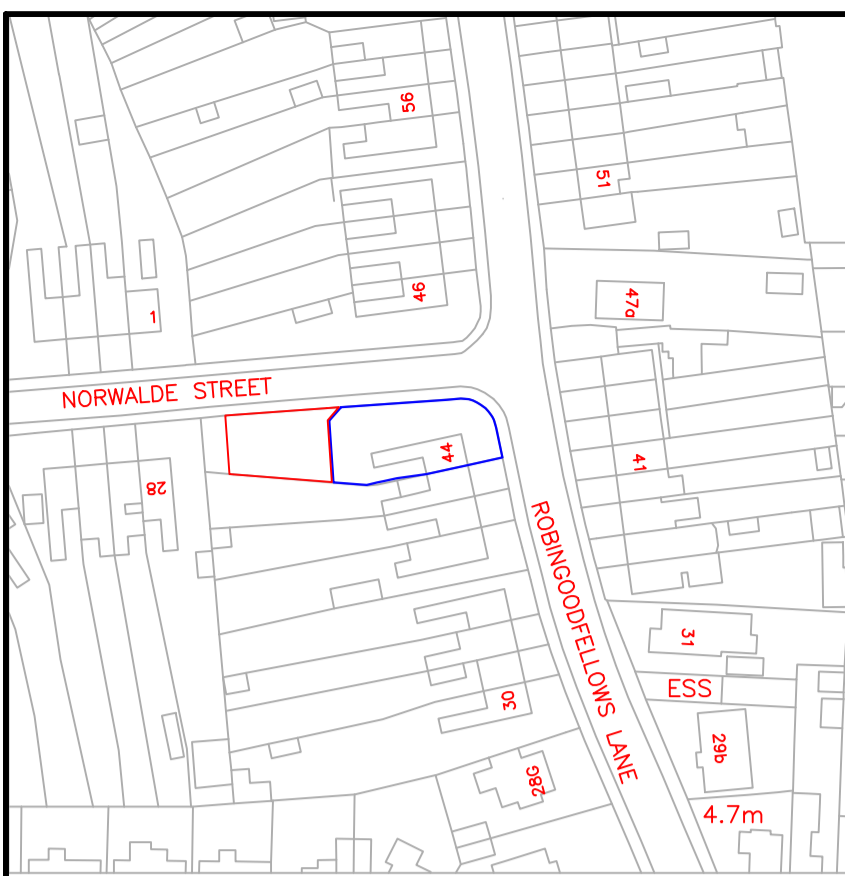 56
51
46
47a
1
NORWALDE STREET
44
41
28
ROBINGOODFELLOWS LANE
31
ESS
30
29b
28G
4.7m